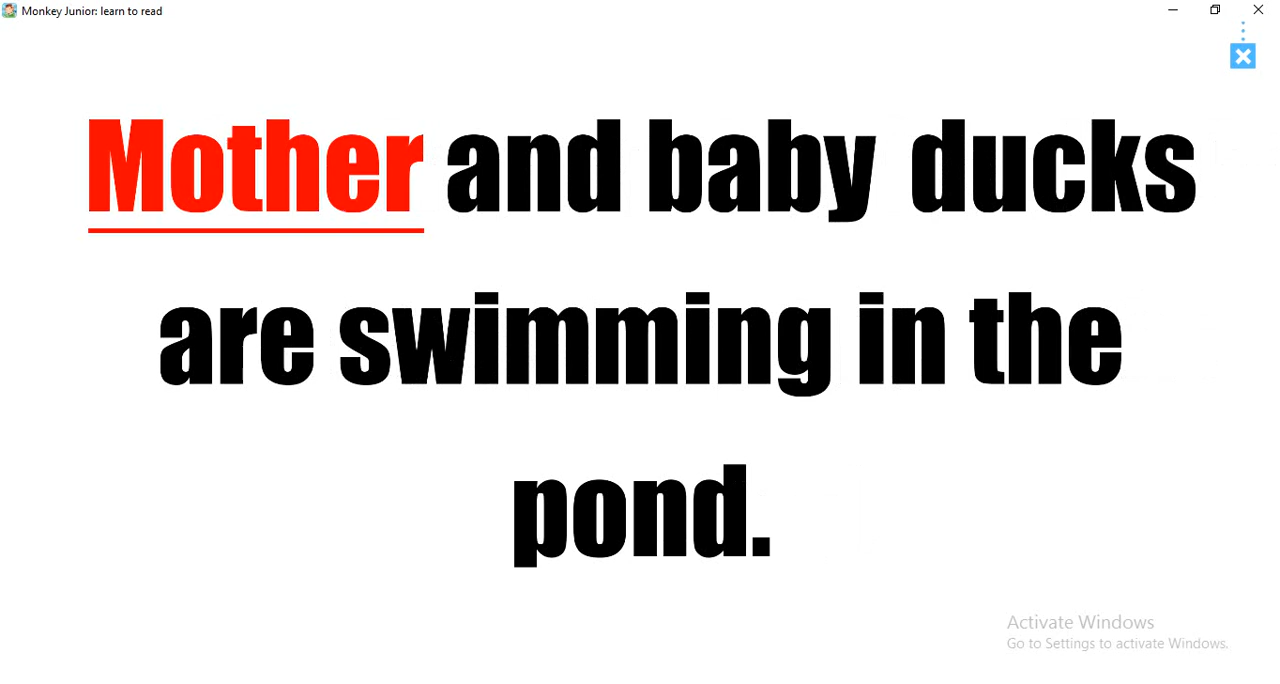 Monkey Junior: learn to read
Mother and baby ducks
are swimming in the
pond.
Activate Windows
Go to Settings to activate Windows.